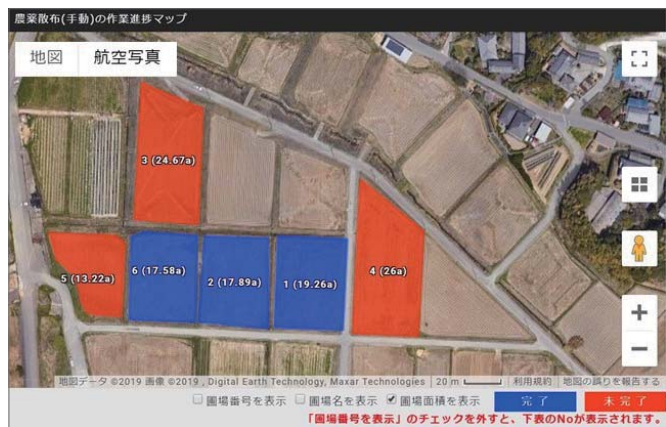 農薬散布(手動)の作業進捗マップ
地図 航空写真
3 (24.67a)
5 (13.22a)
6 (17.58a)
2 (17.89a)
1 (19.26a)
4 (26a)
地図データ ©2019 画像 ©2019 , Digital Earth Technology, Maxar Technologies 20 m 利用規約 地図の誤りを報告する
圃場番号を表示 圃場名を表示 圃場面積を表示 完了 未完了
「圃場番号を表示」のチェックを外すと、下表のNoが表示されます。